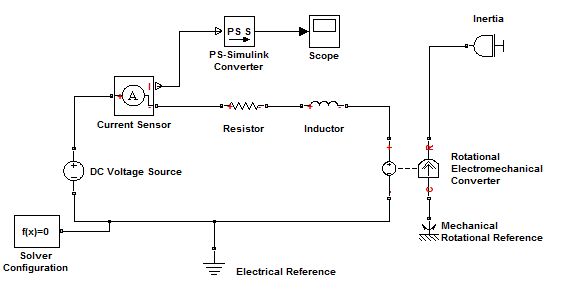 Inertia
PS S
PS-Simulink
Converter
Scope
I
A
Current Sensor
Resistor
Inductor
DC Voltage Source
R
C
Rotational
Electromechanical
Converter
f(x)=0
Solver
Configuration
Electrical Reference
Mechanical
Rotational Reference